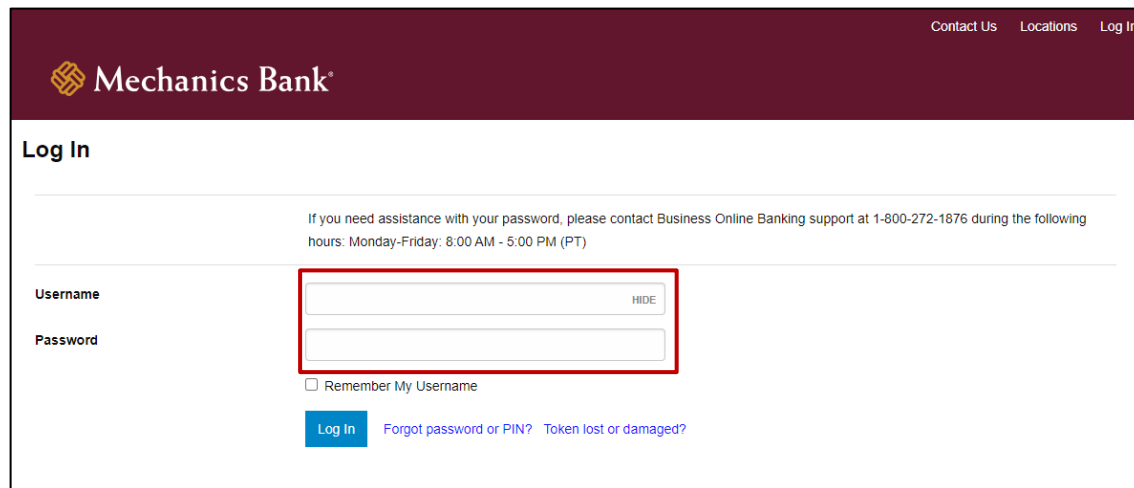 Contact Us Locations Log In
Mechanics Bank®
Log In
If you need assistance with your password, please contact Business Online Banking support at 1-800-272-1876 during the following
hours: Monday-Friday: 8:00 AM - 5:00 PM (PT)
Username HIDE
Password
Remember My Username
Log In Forgot password or PIN? Token lost or damaged?